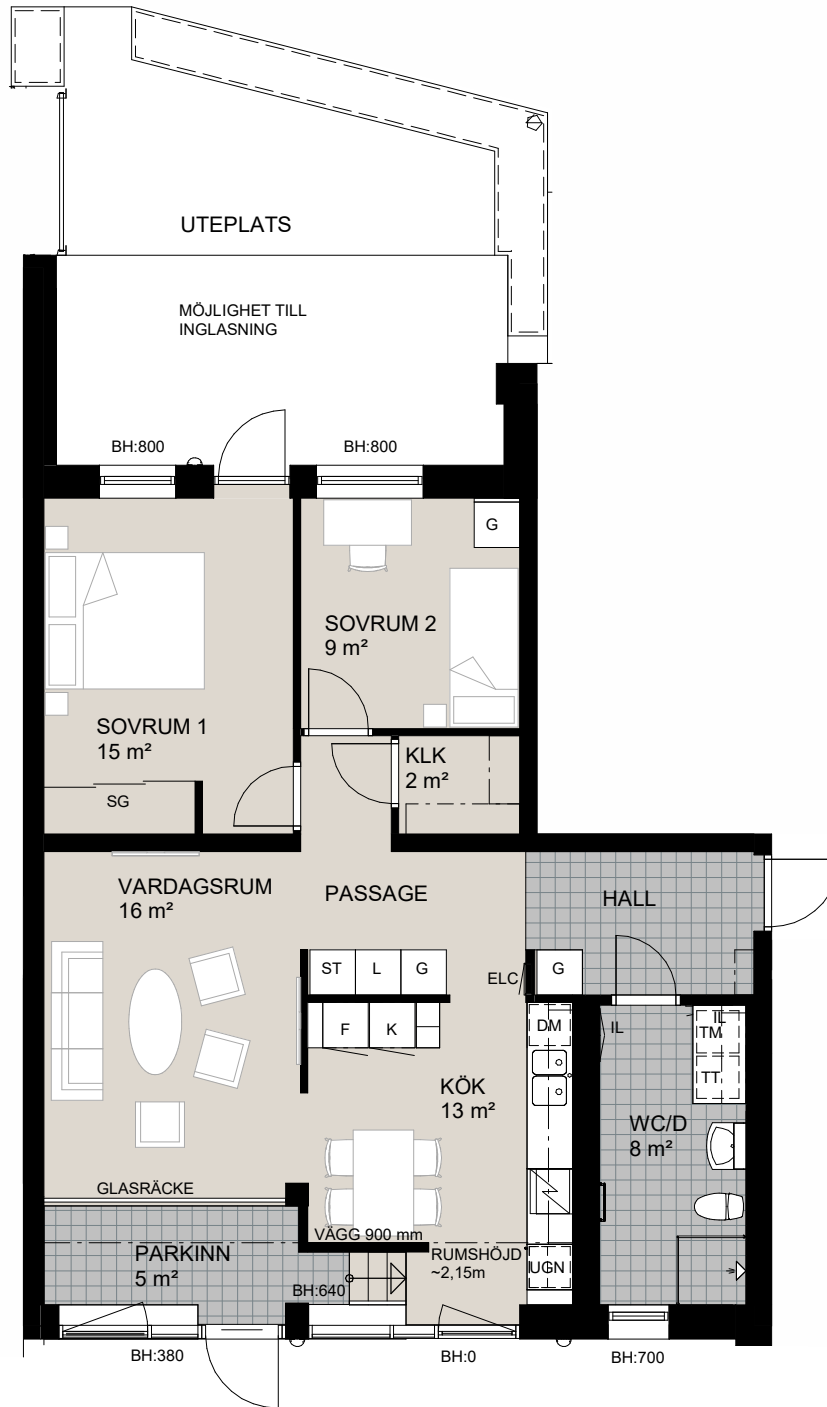 UTEPLATS
MÖJLIGHET TILL
INGLASNING
BH:800
BH:800
G
SOVRUM 2
9 m²
SOVRUM 1
15 m²
KLK
2 m²
SG
VARDAGSRUM
16 m²
PASSAGE
HALL
ST
L
G
ELC
G
F
K
DM
IL
IL
TM
TT
KÖK
13 m²
WC/D
8 m²
GLASRÄCKE
VÄGG 900 mm
PARKINN
5 m²
RUMSHÖJD
~2,15m
UGN
BH:640
BH:380
BH:0
BH:700